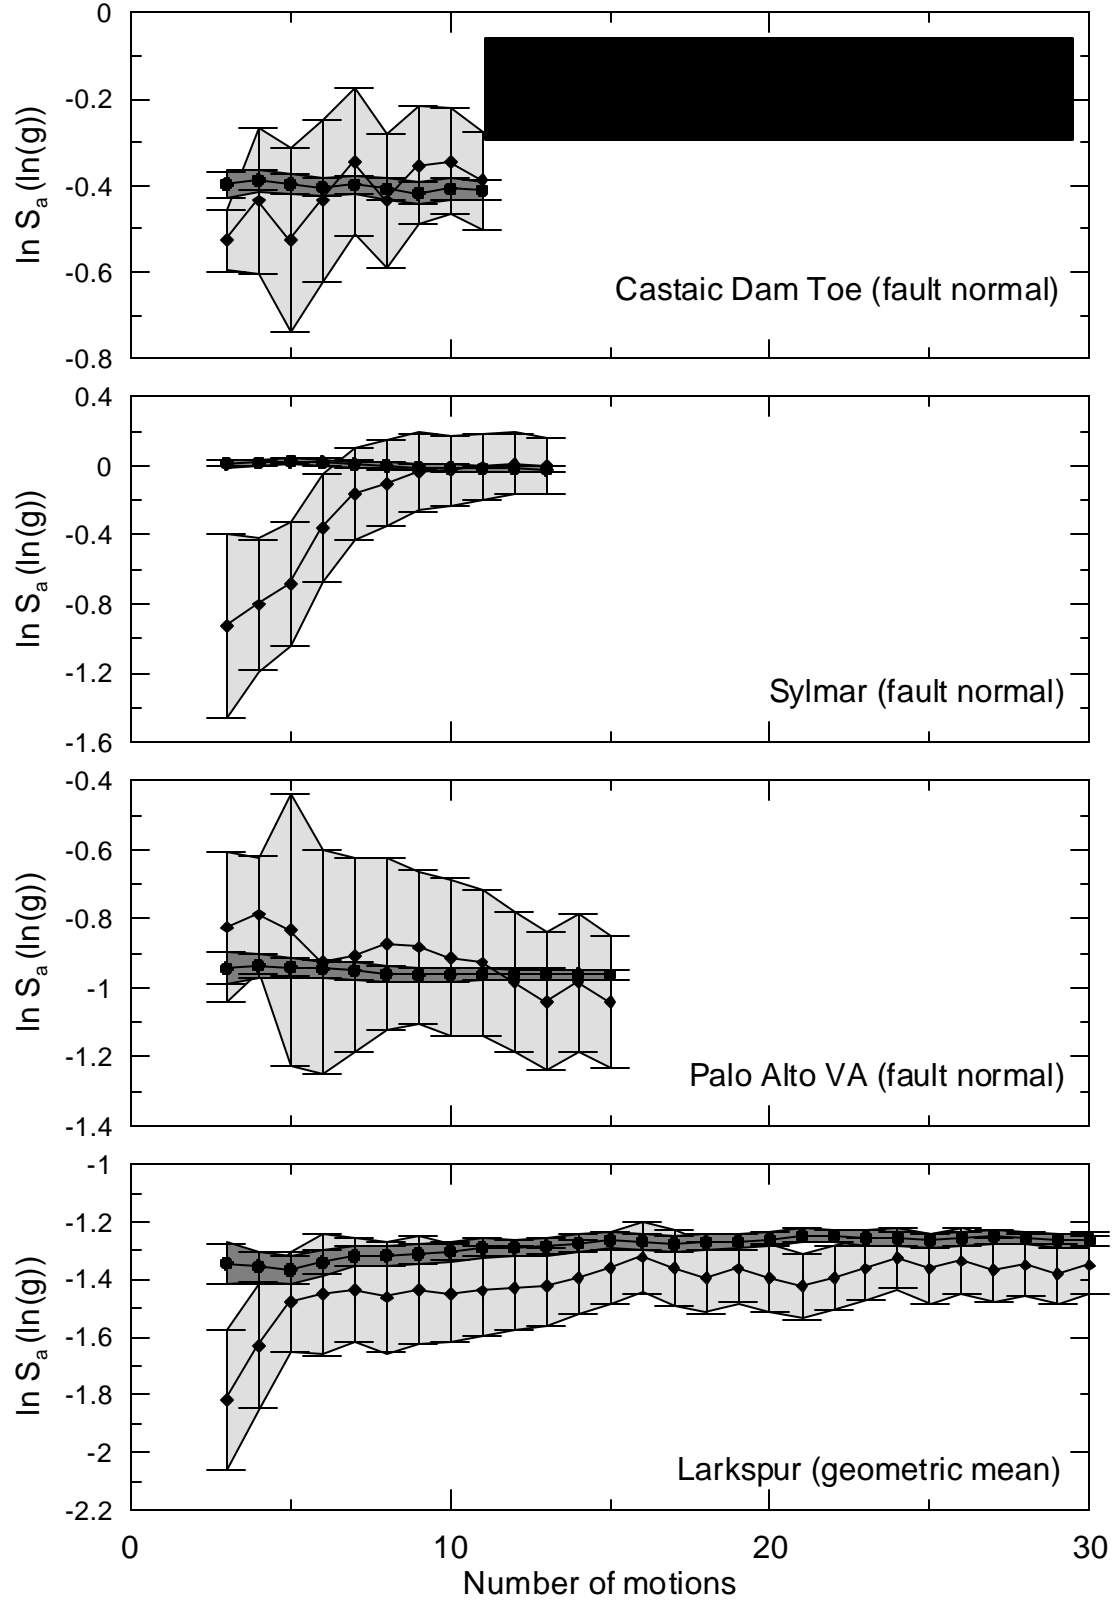 0
-0.2
-0.4
-0.6
-0.8
ln Sa (ln(g))
Castaic Dam Toe (fault normal)
0.4
0
-0.4
-0.8
-1.2
-1.6
ln Sa (ln(g))
Sylmar (fault normal)
-0.4
-0.6
-0.8
-1
-1.2
-1.4
ln Sa (ln(g))
Palo Alto VA (fault normal)
-1
-1.2
-1.4
-1.6
-1.8
-2
-2.2
ln Sa (ln(g))
Larkspur (geometric mean)
0 10 20 30
Number of motions